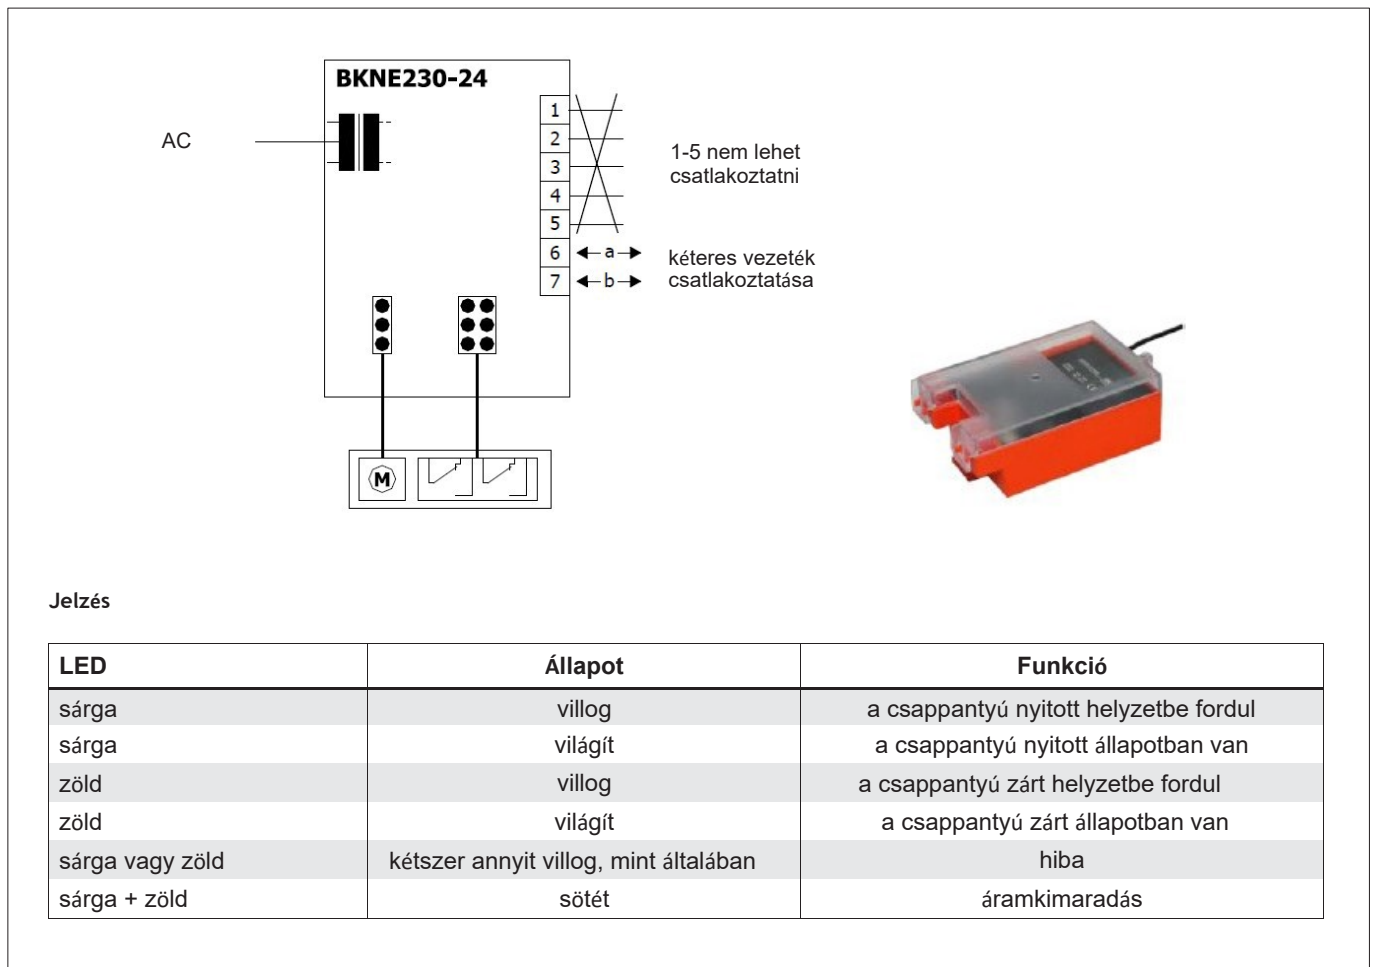 BKNE230-24
AC
1
2
3
4
5
6
7
1-5 nem lehet
csatlakoztatni
a
b
kéteres vezeték
csatlakoztatása
M
Jelzés
LED Állapot Funkció
sárga villog a csappantyú nyitott helyzetbe fordul
sárga világít a csappantyú nyitott állapotban van
zöld villog a csappantyú zárt helyzetbe fordul
zöld világít a csappantyú zárt állapotban van
sárga vagy zöld kétszer annyit villog, mint általában hiba
sárga + zöld sötét áramkimaradás